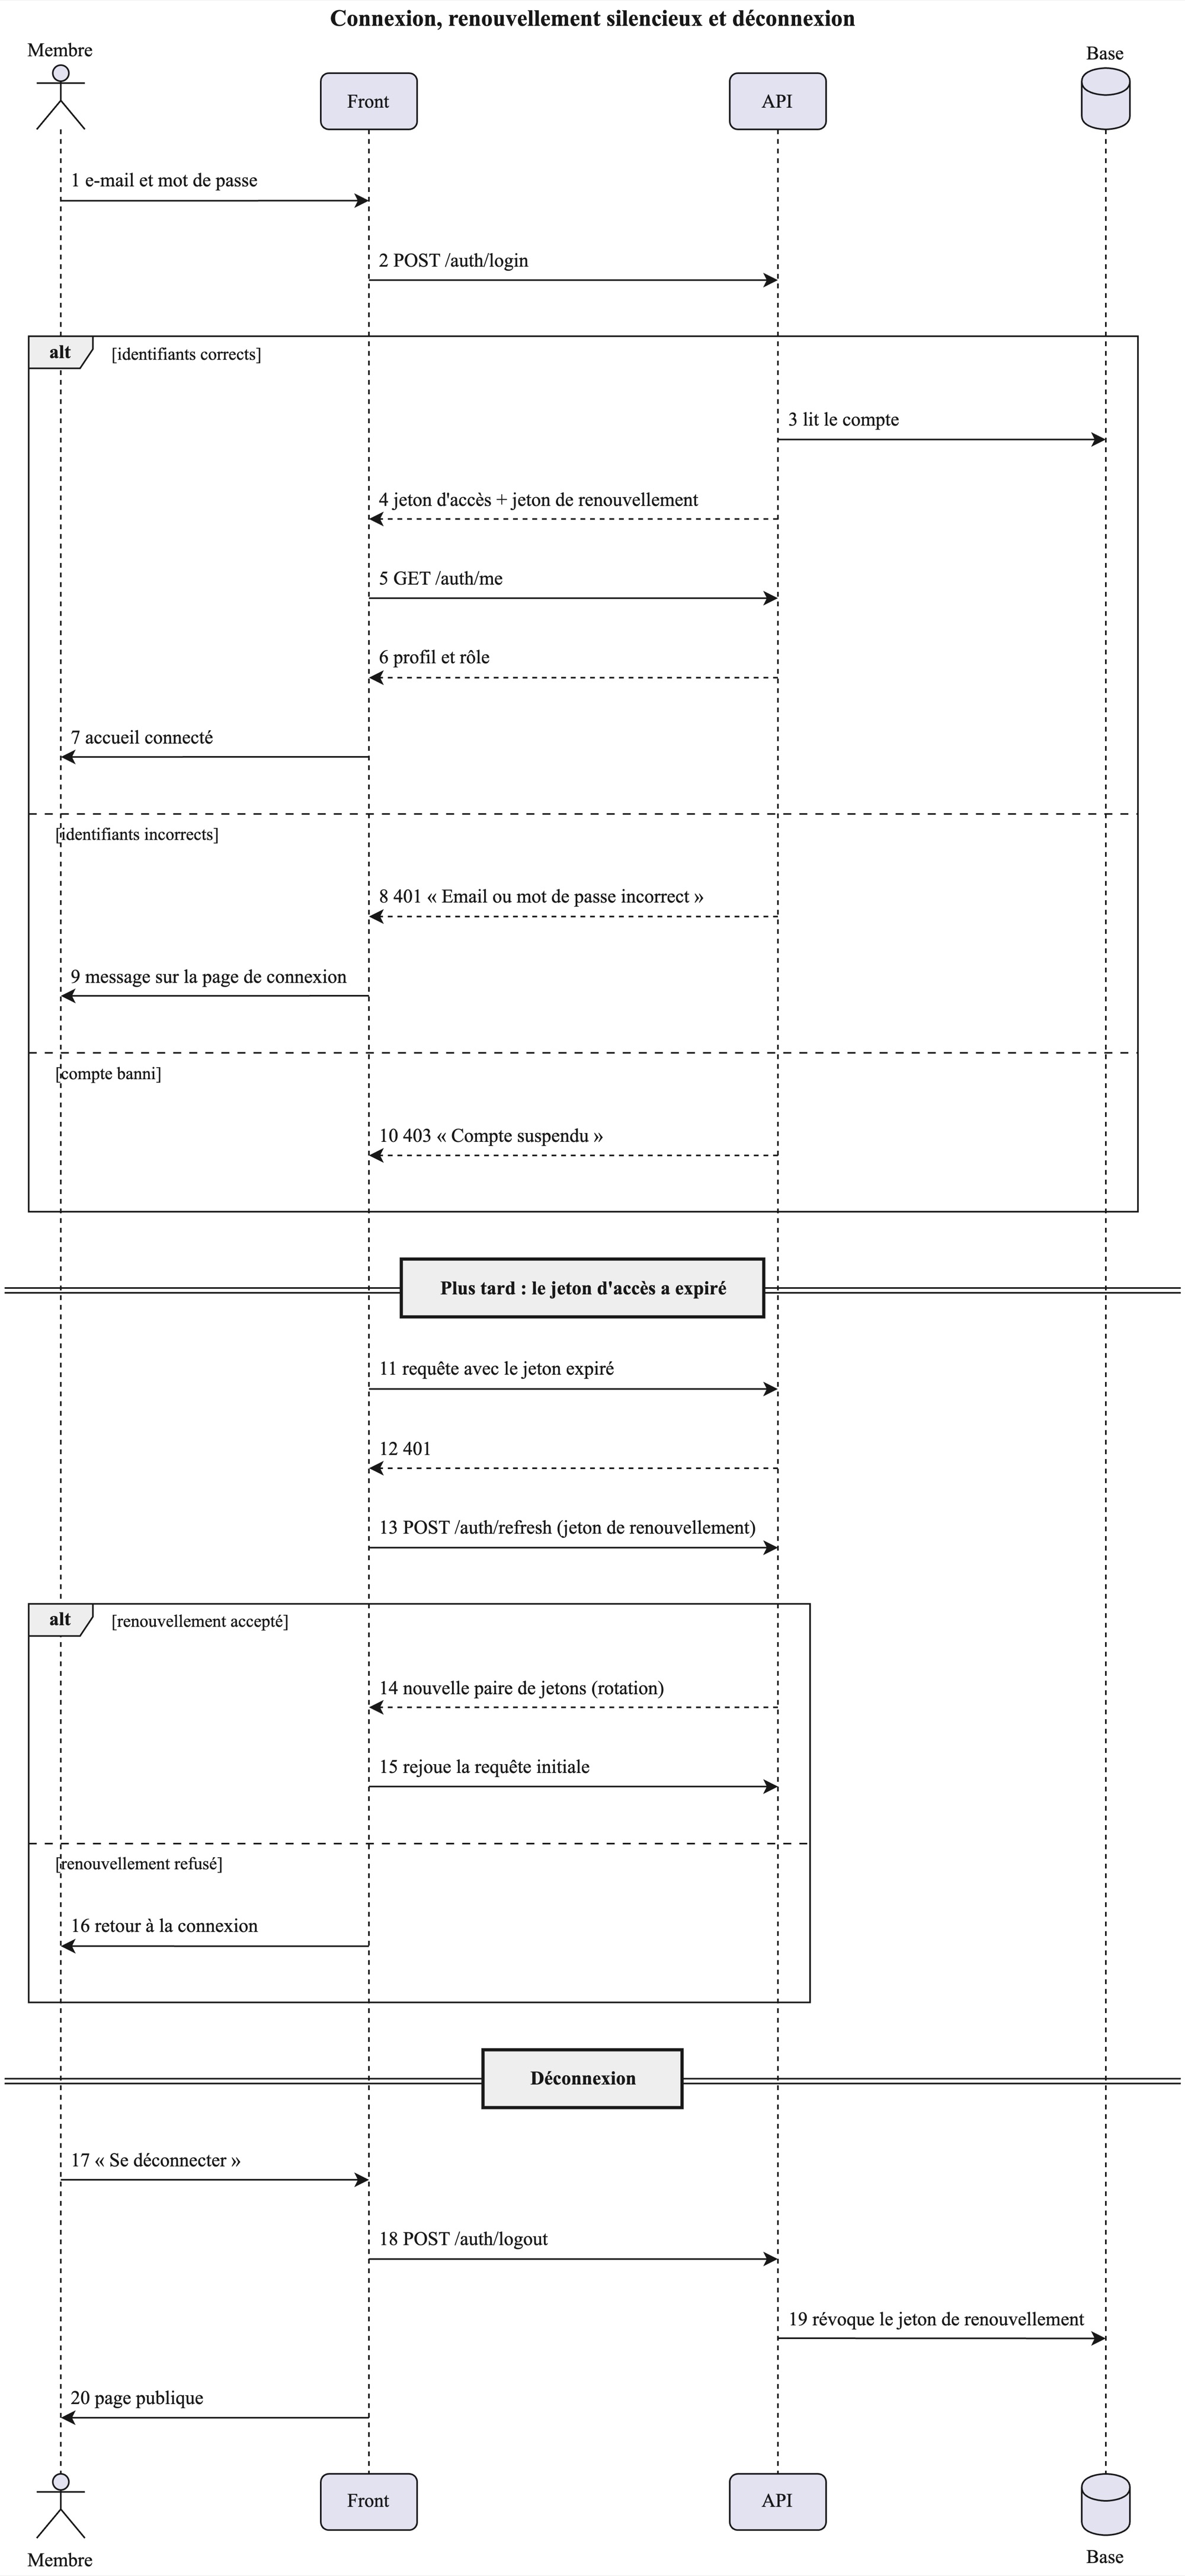 Connexion, renouvellement silencieux et déconnexion
Membre
Front
API
Base
1 e-mail et mot de passe
2 POST /auth/login
alt [identifiants corrects]
3 lit le compte
4 jeton d'accès + jeton de renouvellement
5 GET /auth/me
6 profil et rôle
7 accueil connecté
[identifiants incorrects]
8 401 « Email ou mot de passe incorrect »
9 message sur la page de connexion
[compte banni]
10 403 « Compte suspendu »
Plus tard : le jeton d'accès a expiré
11 requête avec le jeton expiré
12 401
13 POST /auth/refresh (jeton de renouvellement)
alt [renouvellement accepté]
14 nouvelle paire de jetons (rotation)
15 rejoue la requête initiale
[renouvellement refusé]
16 retour à la connexion
Déconnexion
17 « Se déconnecter »
18 POST /auth/logout
19 révoque le jeton de renouvellement
20 page publique
Membre
Front
API
Base